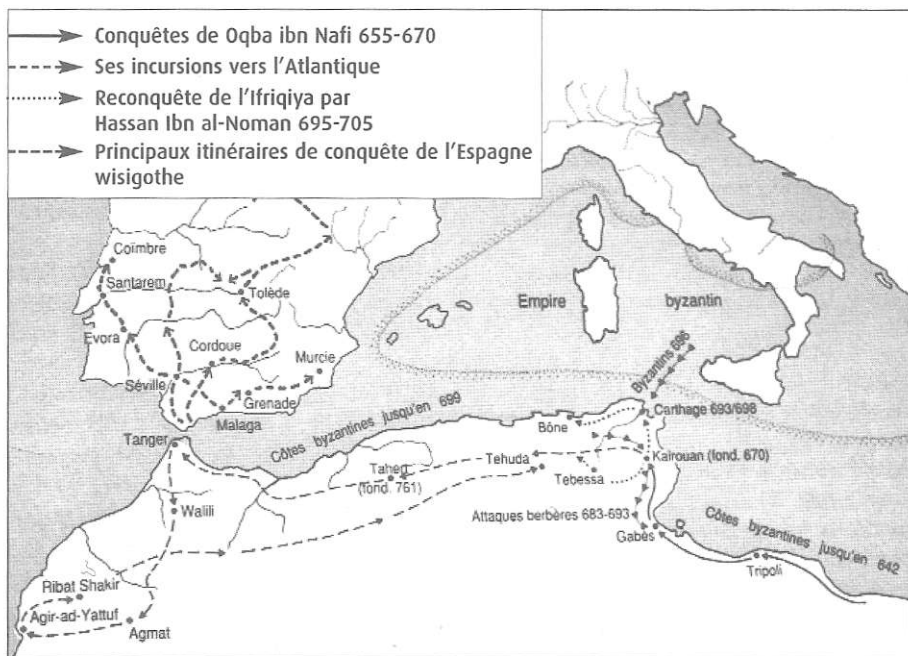 Conquêtes de Oqba ibn Nafi 655-670
Ses incursions vers l'Atlantique
Reconquête de l'Ifriqiya par
Hassan Ibn al-Noman 695-705
Principaux itinéraires de conquête de l'Espagne
wisigothe
Coïmbre
Santarem
Tolède
Evora
Cordoue
Murcie
Séville
Grenade
Malaga
Empire
byzantin
Byzantins 696
Carthage 693/698
Côtes byzantines jusqu'en 699
Bône
Tanger
Kairouan (fond. 670)
Tahert
(fond. 761)
Tehuda
Tebessa
Walili
Attaques berbères 683-693
Gabès
Côtes byzantines jusqu'en 642
Tripoli
Ribat Shakir
Agir-ad-Yattuf
Agmat